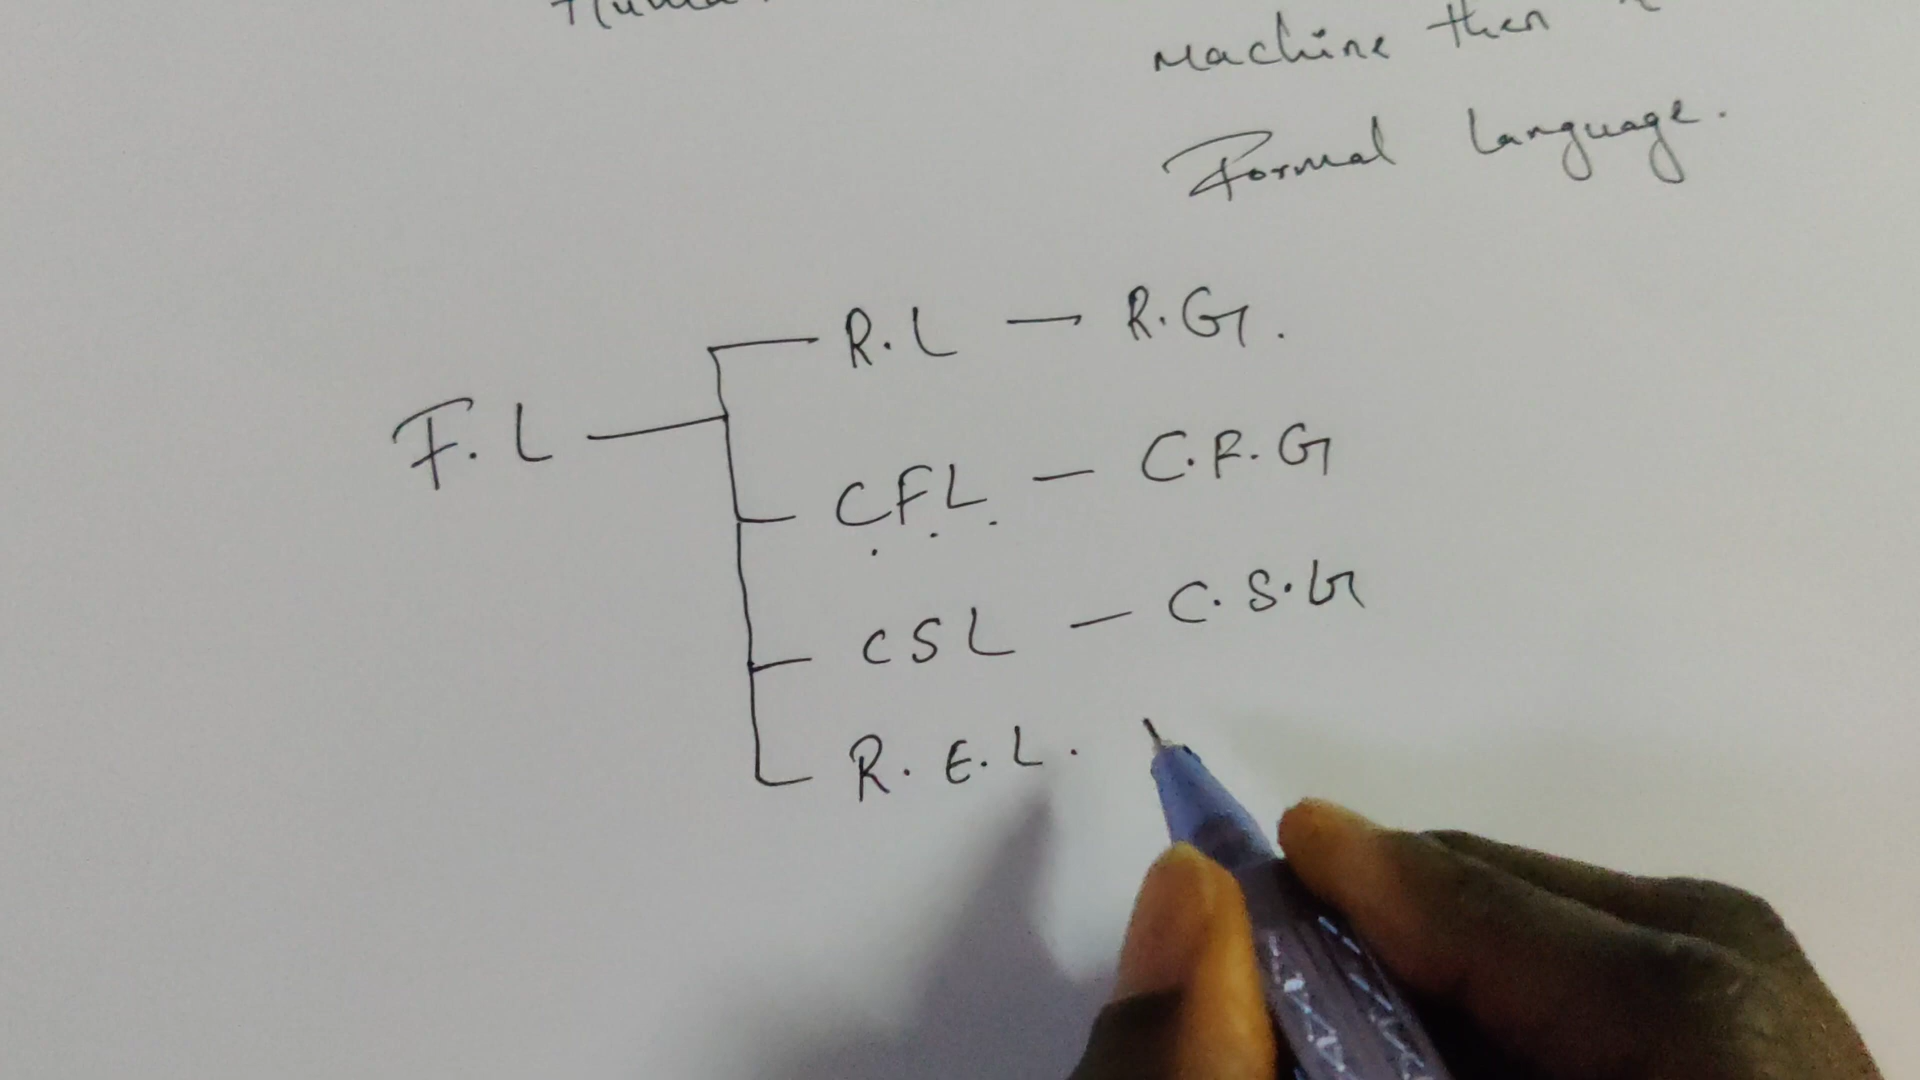 Machine then
Formal Language.
F.L
R.L — R.G.
CFL — C.F.G
CSL — C.S.G
R.E.L.